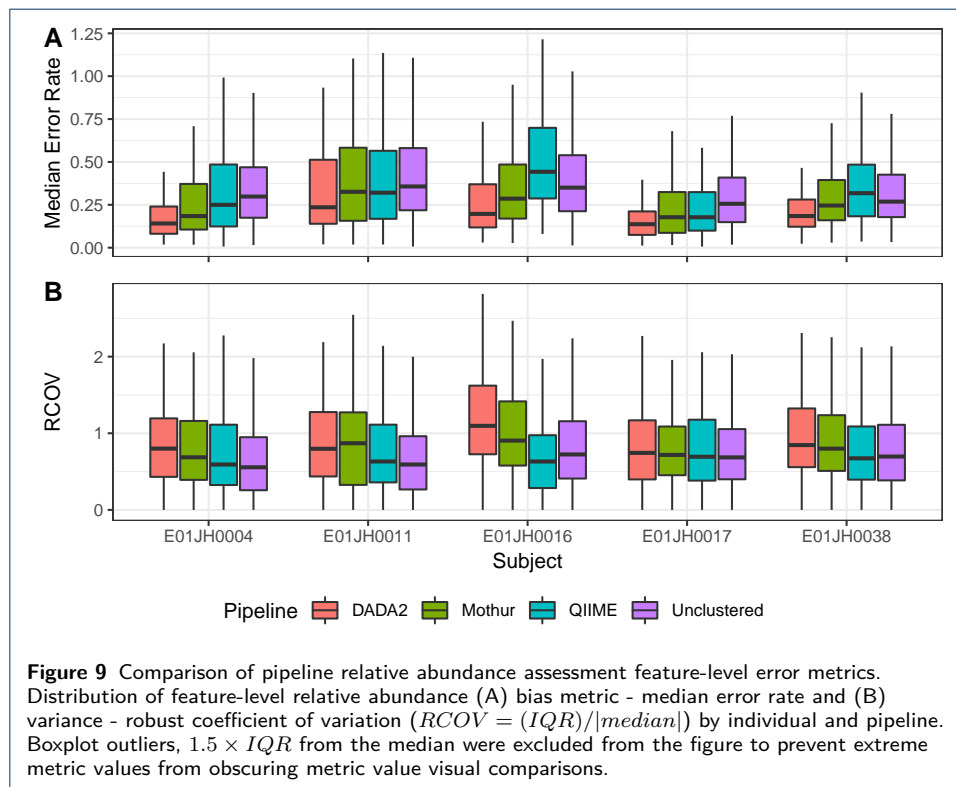 A
Median Error Rate
1.25
1.00
0.75
0.50
0.25
0.00
B
RCOV
2
1
0
E01JH0004 E01JH0011 E01JH0016 E01JH0017 E01JH0038
Subject
Pipeline DADA2 Mothur QIIME Unclustered
Figure 9 Comparison of pipeline relative abundance assessment feature-level error metrics.
Distribution of feature-level relative abundance (A) bias metric - median error rate and (B)
variance - robust coefficient of variation (RCOV = (IQR)/|median|) by individual and pipeline.
Boxplot outliers, 1.5 × IQR from the median were excluded from the figure to prevent extreme
metric values from obscuring metric value visual comparisons.